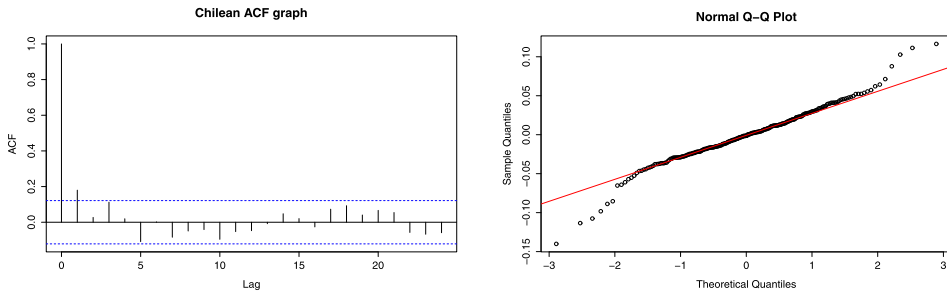 Chilean ACF graph
ACF
0.0 0.2 0.4 0.6 0.8 1.0
0 5 10 15 20
Lag
Normal Q−Q Plot
Sample Quantiles
−0.15 −0.10 −0.05 0.00 0.05 0.10
−3 −2 −1 0 1 2 3
Theoretical Quantiles